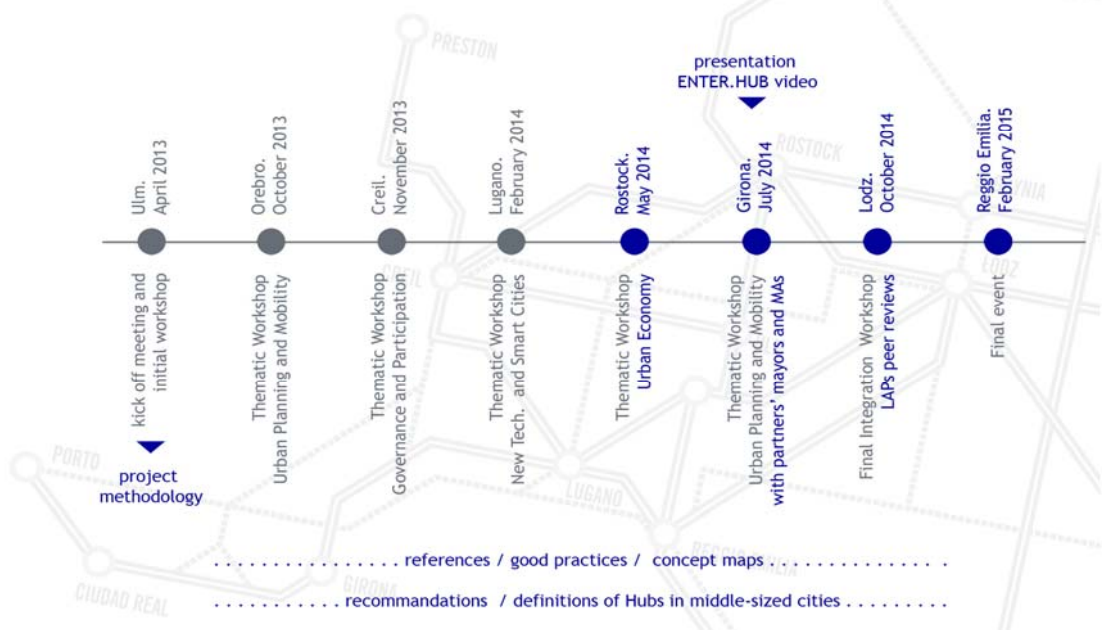 PRESTON
presentation
ENTER.HUB video
Ulm.
April 2013
Orebro.
October 2013
Creil.
November 2013
Lugano.
February 2014
Rostock.
May 2014
Girona.
July 2014
Lodz.
October 2014
Reggio Emilia.
February 2015
ROSTOCK
CREIL
LODZ
kick off meeting and
initial workshop
Thematic Workshop
Urban Planning and Mobility
Thematic Workshop
Governance and Participation
Thematic Workshop
New Tech. and Smart Cities
Thematic Workshop
Urban Economy
Thematic Workshop
Urban Planning and Mobility
with partners' mayors and MAs
Final Integration Workshop
LAPs peer reviews
Final event
project
methodology
PORTO
LUGANO
REGGIO EMILIA
CIUDAD REAL
GIRONA
. . . . . . . . . . . . . . . . references / good practices / concept maps . . . . . . . . . . . . . . . .
. . . . . . . . . . . recommandations / definitions of Hubs in middle-sized cities . . . . . . . . .